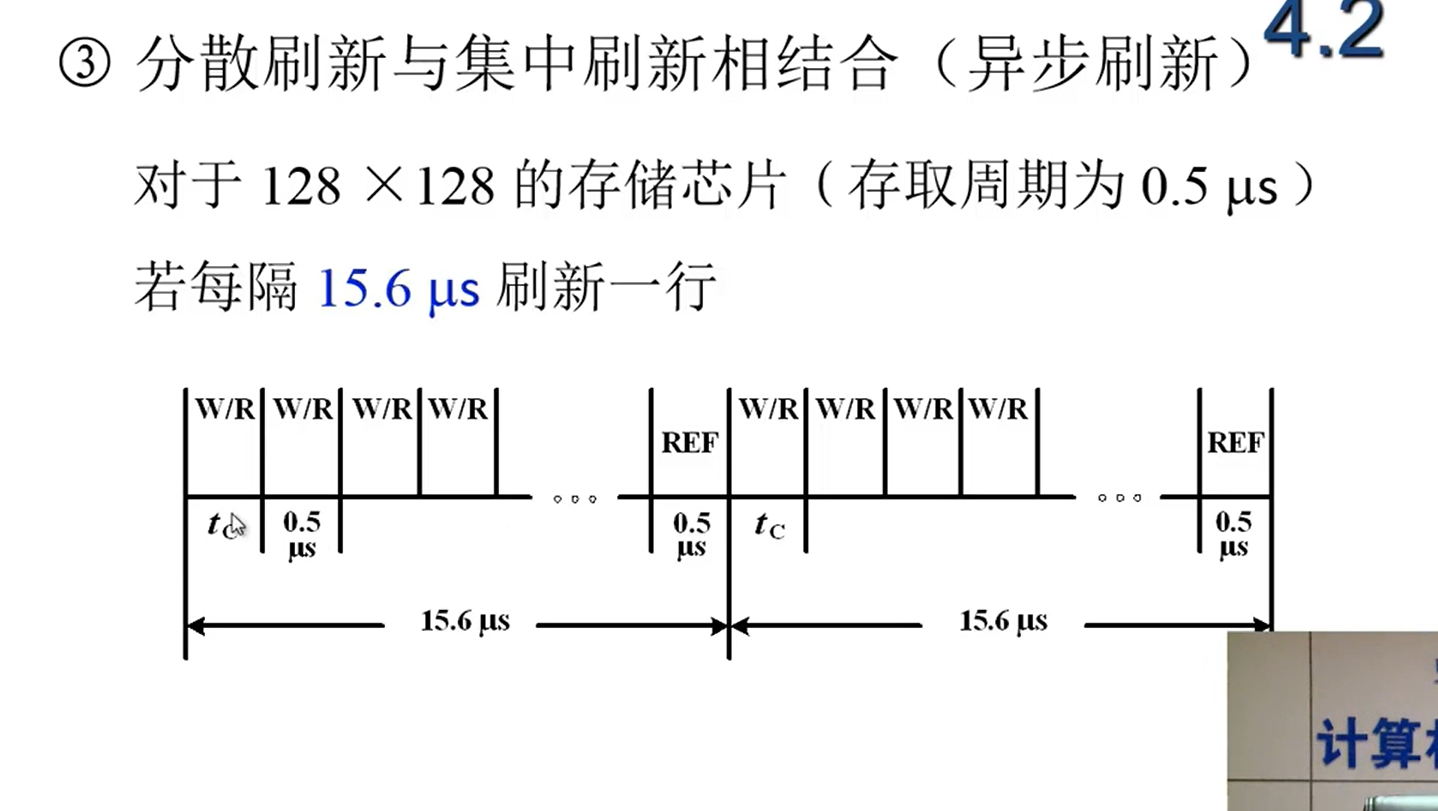 4.2
③ 分散刷新与集中刷新相结合（异步刷新）
对于 128 ×128 的存储芯片（存取周期为 0.5 μs）
若每隔 15.6 μs 刷新一行
W/R W/R W/R W/R REF W/R W/R W/R W/R REF
tC 0.5 μs 0.5 μs tC 0.5 μs
15.6 μs 15.6 μs
计算